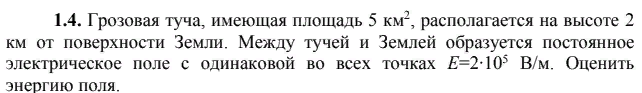 1.4. Грозовая туча, имеющая площадь 5 км², располагается на высоте 2
км от поверхности Земли. Между тучей и Землей образуется постоянное
электрическое поле с одинаковой во всех точках E=2·10⁵ В/м. Оценить
энергию поля.